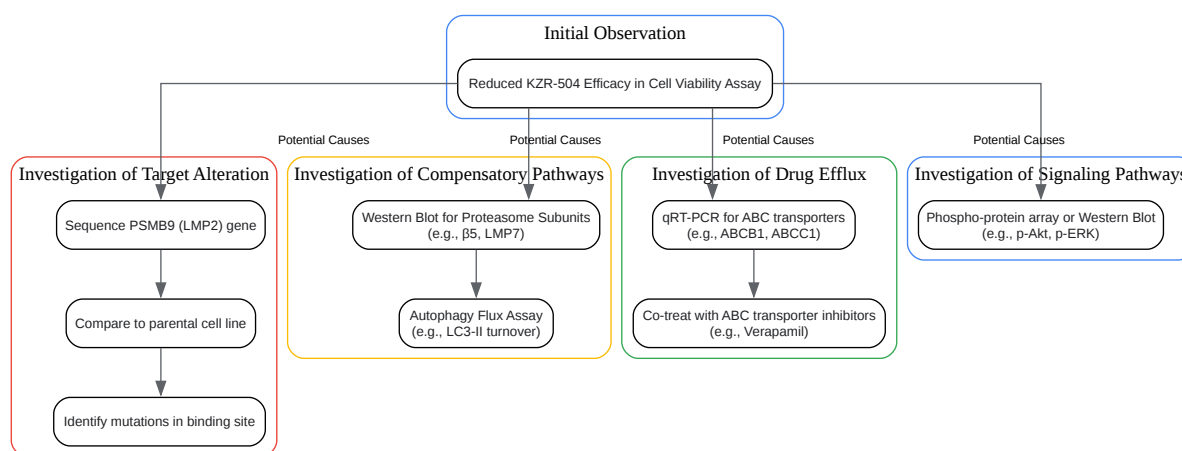 Initial Observation
Reduced KZR-504 Efficacy in Cell Viability Assay
Potential Causes
Potential Causes
Potential Causes
Potential Causes
Investigation of Target Alteration
Sequence PSMB9 (LMP2) gene
Compare to parental cell line
Identify mutations in binding site
Investigation of Compensatory Pathways
Western Blot for Proteasome Subunits
(e.g., β5, LMP7)
Autophagy Flux Assay
(e.g., LC3-II turnover)
Investigation of Drug Efflux
qRT-PCR for ABC transporters
(e.g., ABCB1, ABCC1)
Co-treat with ABC transporter inhibitors
(e.g., Verapamil)
Investigation of Signaling Pathways
Phospho-protein array or Western Blot
(e.g., p-Akt, p-ERK)